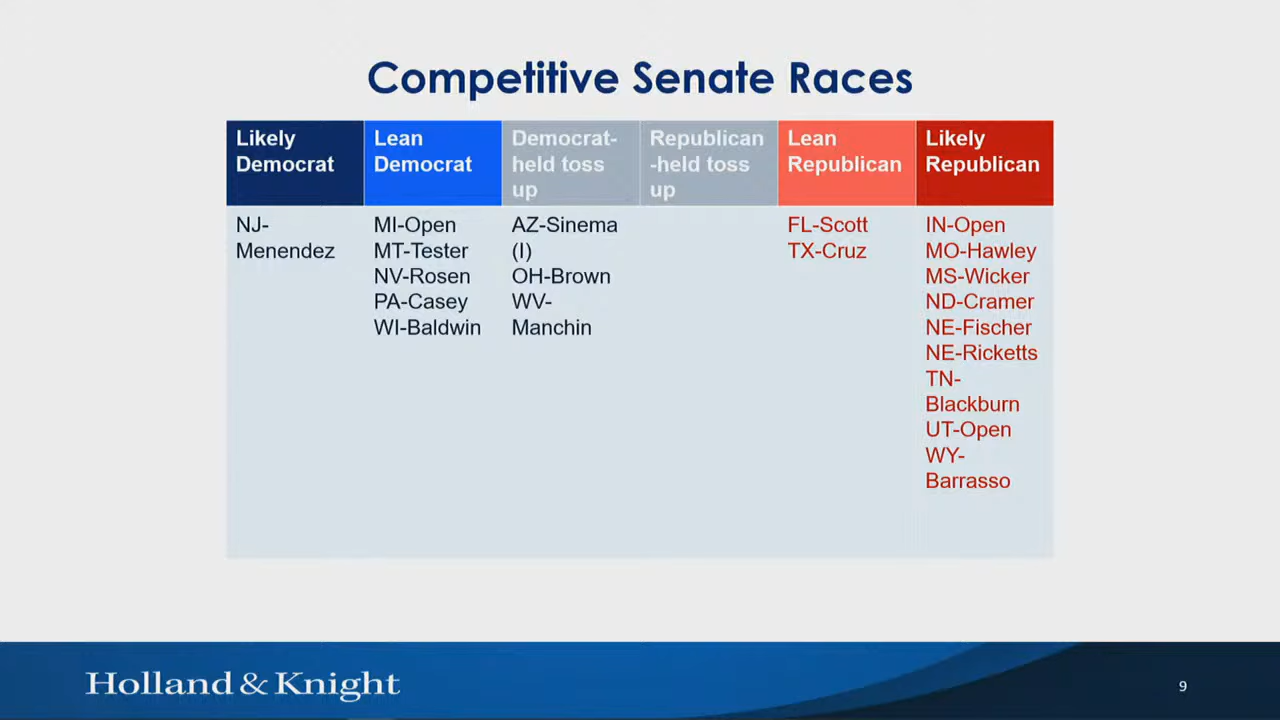 Competitive Senate Races
Likely
Democrat
Lean
Democrat
Democrat-
held toss
up
Republican
-held toss
up
Lean
Republican
Likely
Republican
NJ-
Menendez
MI-Open
MT-Tester
NV-Rosen
PA-Casey
WI-Baldwin
AZ-Sinema
(I)
OH-Brown
WV-
Manchin
FL-Scott
TX-Cruz
IN-Open
MO-Hawley
MS-Wicker
ND-Cramer
NE-Fischer
NE-Ricketts
TN-
Blackburn
UT-Open
WY-
Barrasso
Holland & Knight
9